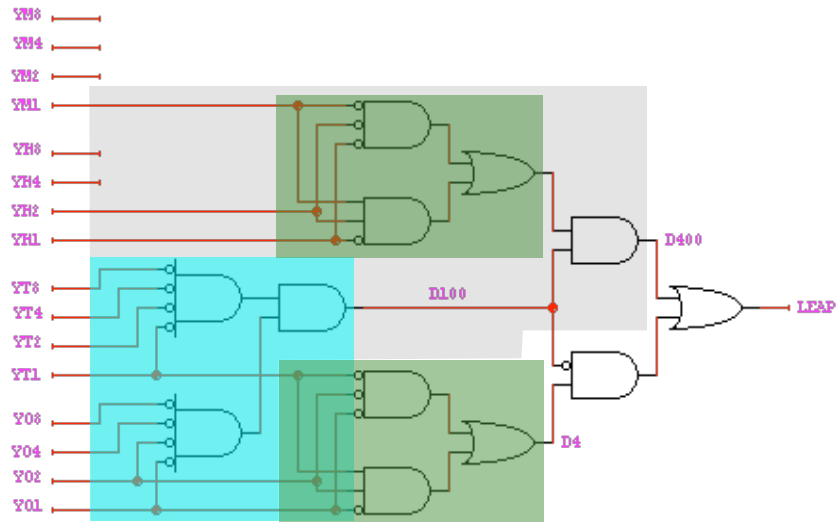 YM8
YM4
YM2
YM1
YH8
YH4
YH2
YH1
D400
YT8
D100
LEAP
YT4
YT2
YT1
YO8
D4
YO4
YO2
YO1